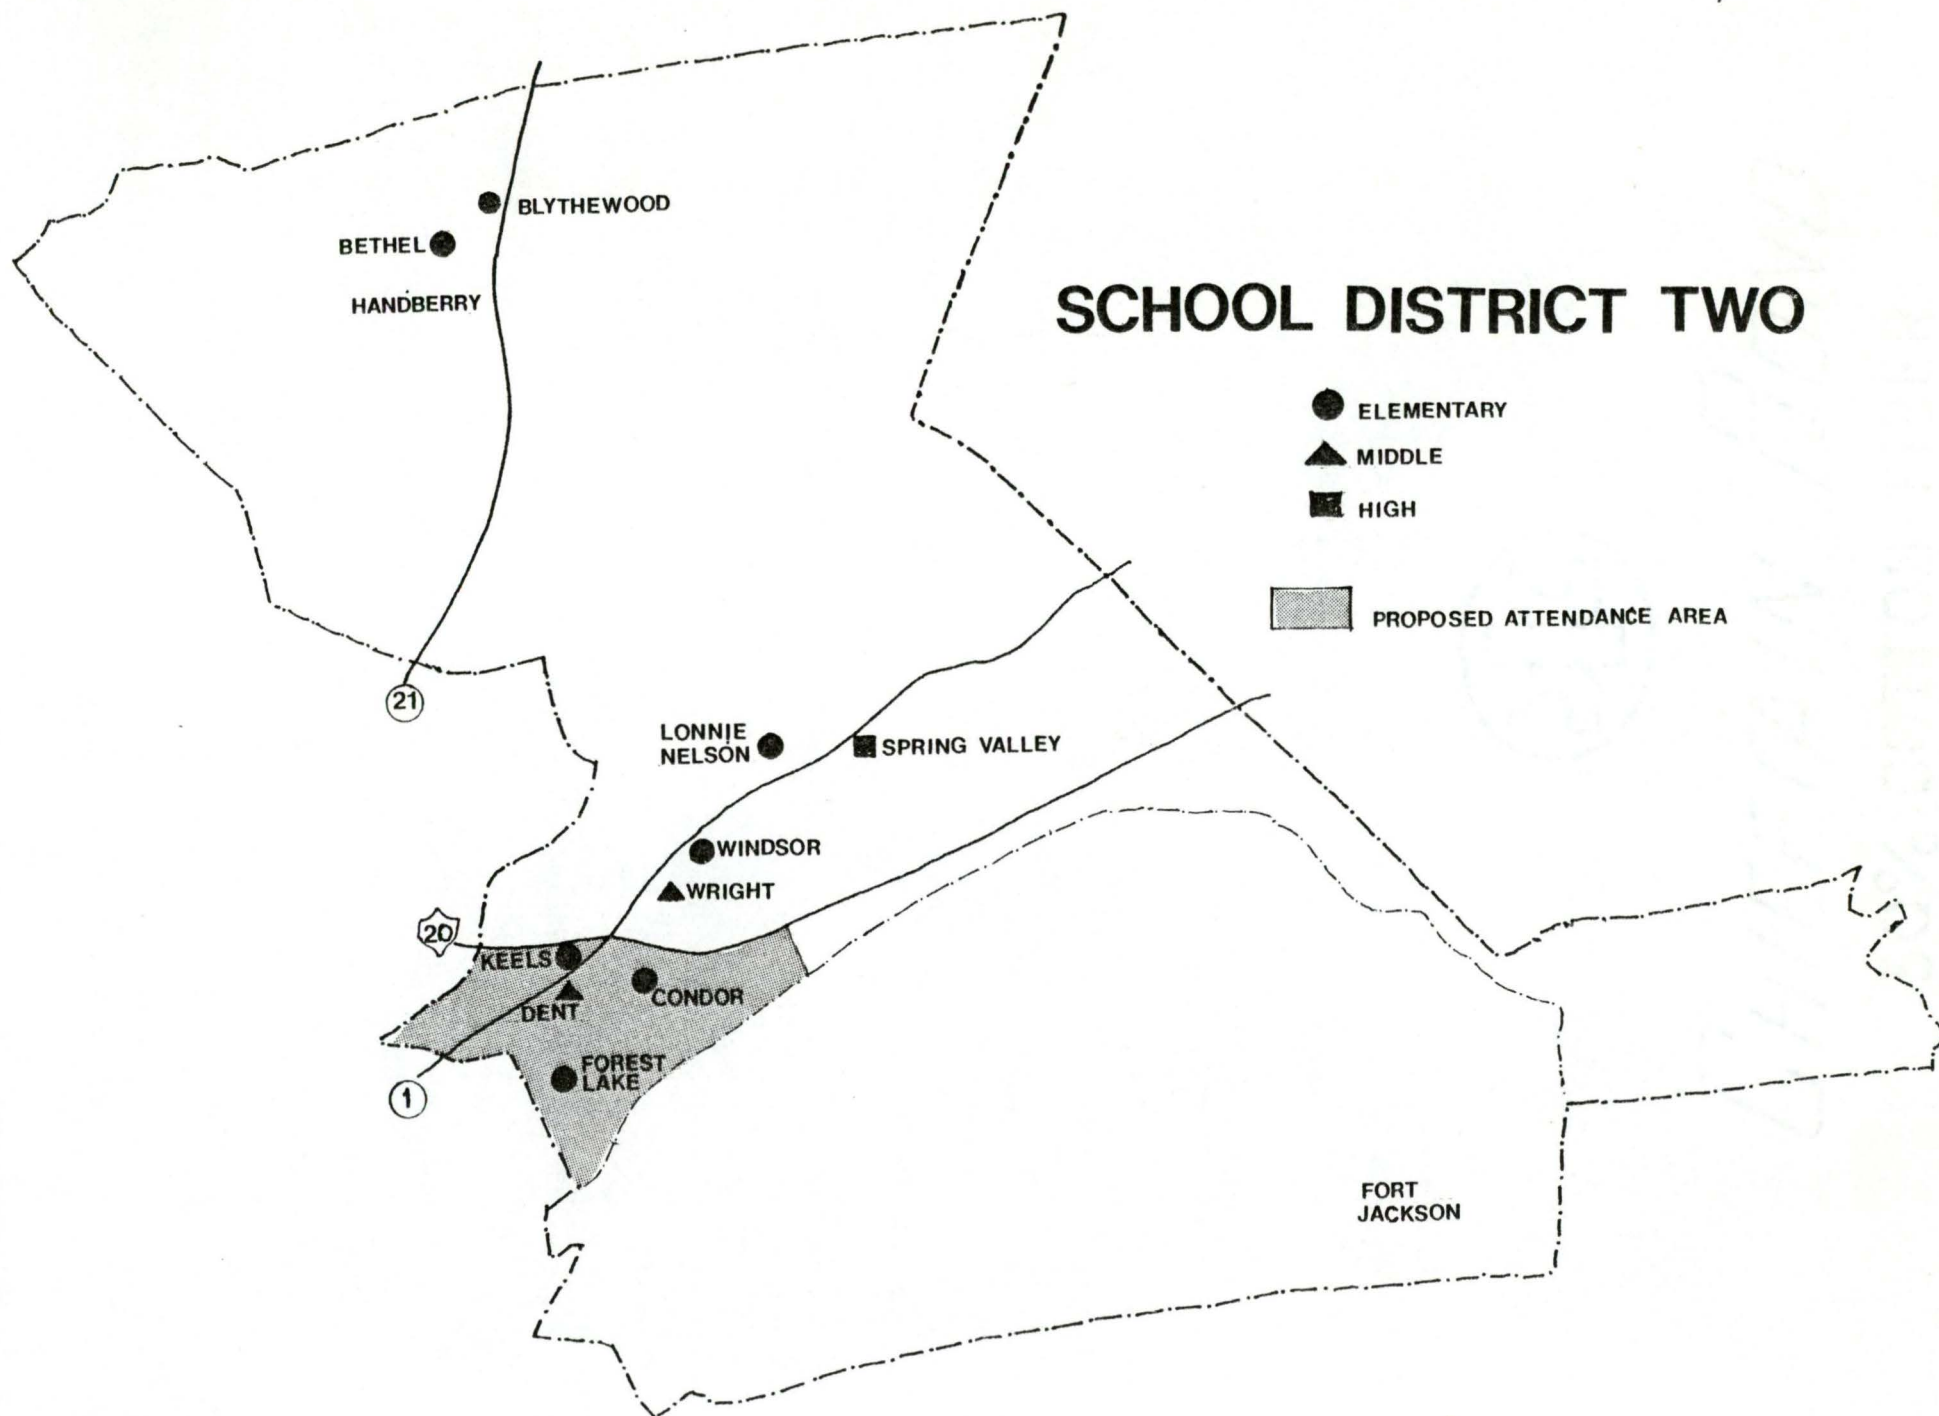 BLYTHEWOOD
BETHEL
HANDBERRY
SCHOOL DISTRICT TWO
ELEMENTARY
MIDDLE
HIGH
PROPOSED ATTENDANCE AREA
21
LONNIE
NELSON
SPRING VALLEY
WINDSOR
WRIGHT
20
KEELS
CONDOR
DENT
FOREST
LAKE
1
FORT
JACKSON